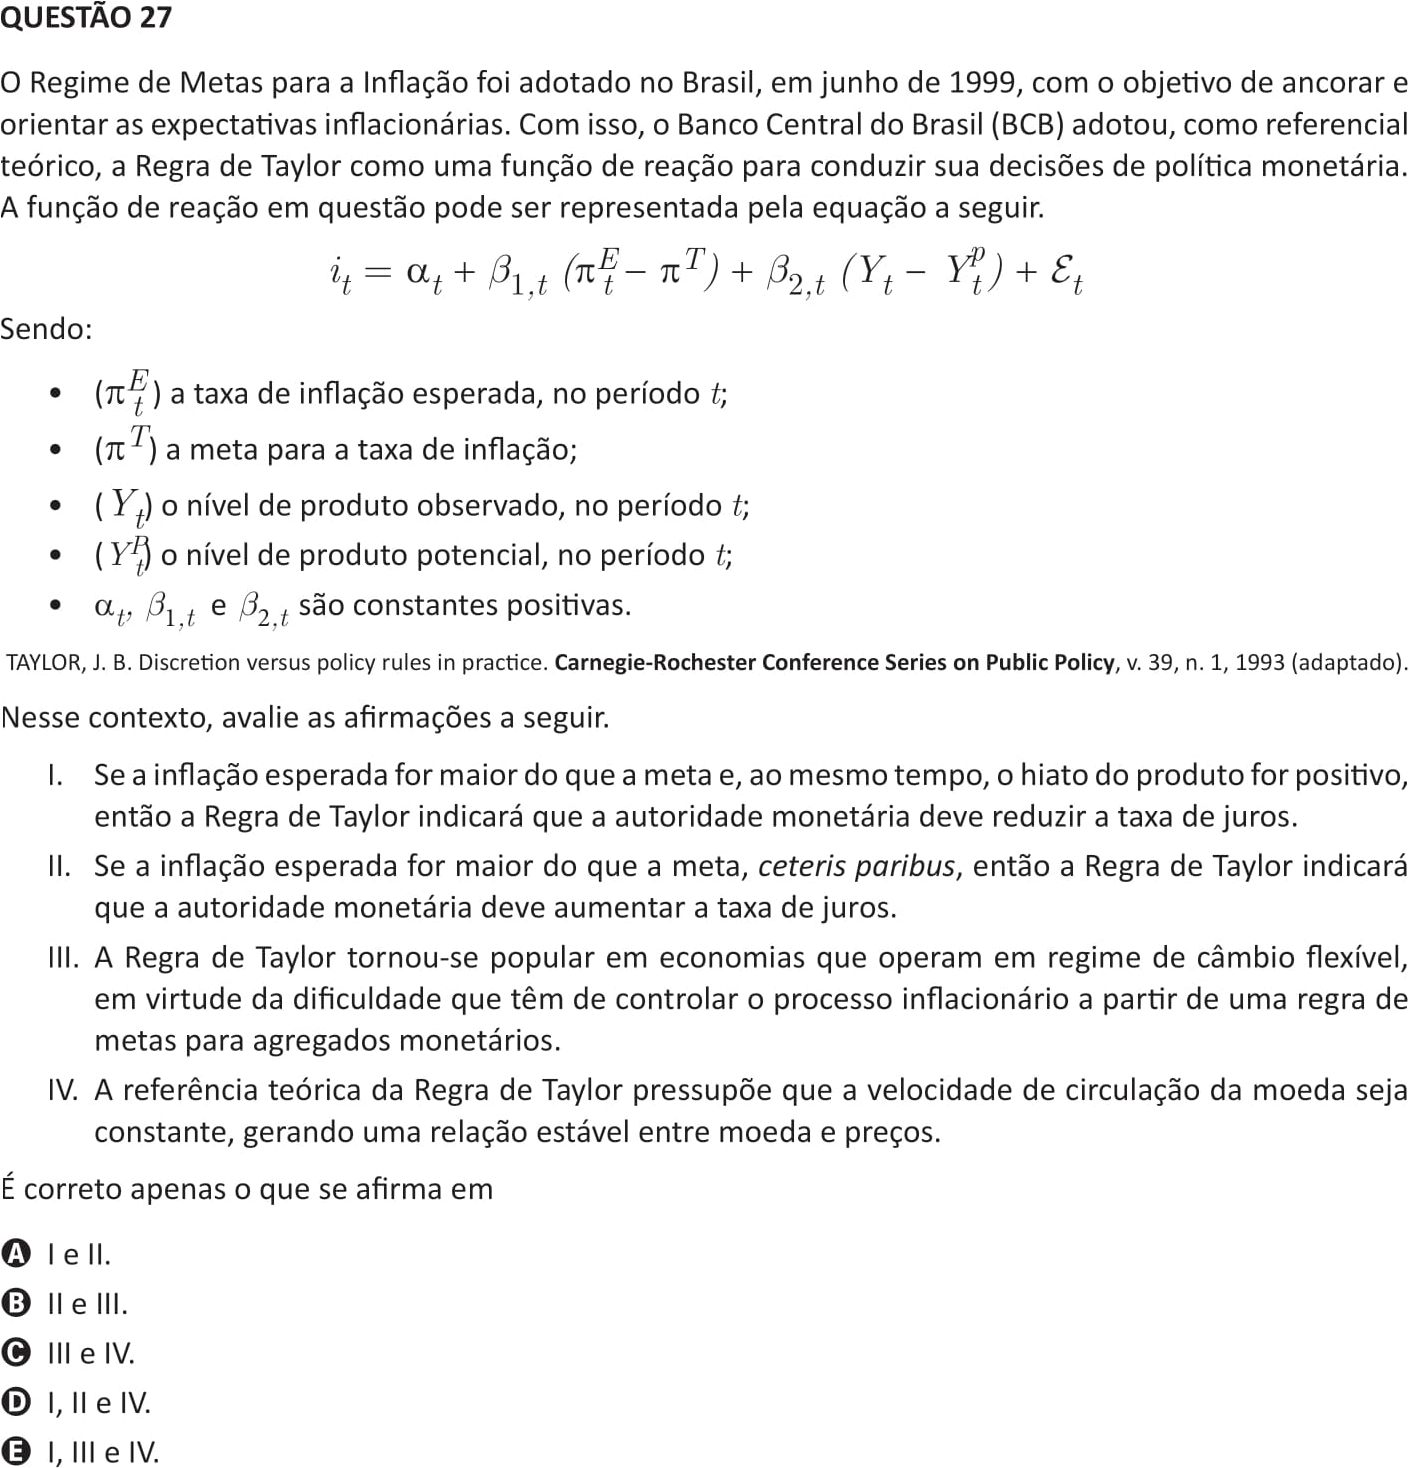 QUESTÃO 27
O Regime de Metas para a Inflação foi adotado no Brasil, em junho de 1999, com o objetivo de ancorar e
orientar as expectativas inflacionárias. Com isso, o Banco Central do Brasil (BCB) adotou, como referencial
teórico, a Regra de Taylor como uma função de reação para conduzir sua decisões de política monetária.
A função de reação em questão pode ser representada pela equação a seguir.
i_t = α_t + β_{1,t} (π_t^E – π^T) + β_{2,t} (Y_t – Y_t^p) + ℰ_t
Sendo:
• (π_t^E) a taxa de inflação esperada, no período t;
• (π^T) a meta para a taxa de inflação;
• (Y_t) o nível de produto observado, no período t;
• (Y_t^P) o nível de produto potencial, no período t;
• α_t, β_{1,t} e β_{2,t} são constantes positivas.
TAYLOR, J. B. Discretion versus policy rules in practice. Carnegie-Rochester Conference Series on Public Policy, v. 39, n. 1, 1993 (adaptado).
Nesse contexto, avalie as afirmações a seguir.
I. Se a inflação esperada for maior do que a meta e, ao mesmo tempo, o hiato do produto for positivo,
então a Regra de Taylor indicará que a autoridade monetária deve reduzir a taxa de juros.
II. Se a inflação esperada for maior do que a meta, ceteris paribus, então a Regra de Taylor indicará
que a autoridade monetária deve aumentar a taxa de juros.
III. A Regra de Taylor tornou-se popular em economias que operam em regime de câmbio flexível,
em virtude da dificuldade que têm de controlar o processo inflacionário a partir de uma regra de
metas para agregados monetários.
IV. A referência teórica da Regra de Taylor pressupõe que a velocidade de circulação da moeda seja
constante, gerando uma relação estável entre moeda e preços.
É correto apenas o que se afirma em
A I e II.
B II e III.
C III e IV.
D I, II e IV.
E I, III e IV.